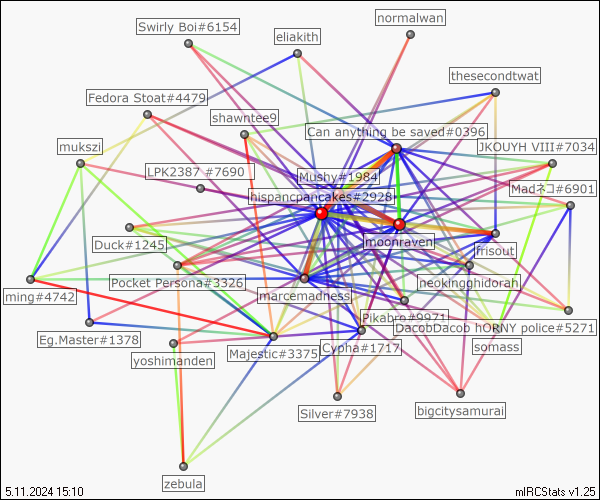 normalwan
Swirly Boi#6154
eliakith
thesecondtwat
Fedora Stoat#4479
shawntee9
Can anything be saved#0396
JKOUYH VIII#7034
mukszi
LPK2387 #7690
Mushy#1984
Madネコ#6901
hispancpancakes#2928
Duck#1245
moonraven
frisout
Pocket Persona#3326
neokingghidorah
ming#4742
marcemadness
Pikabro#9971
DacobDacob hORNY police#5271
Eg.Master#1378
yoshimanden
Majestic#3375
Cypha#1717
somass
Silver#7938
bigcitysamurai
zebula
5.11.2024 15:10
mIRCStats v1.25